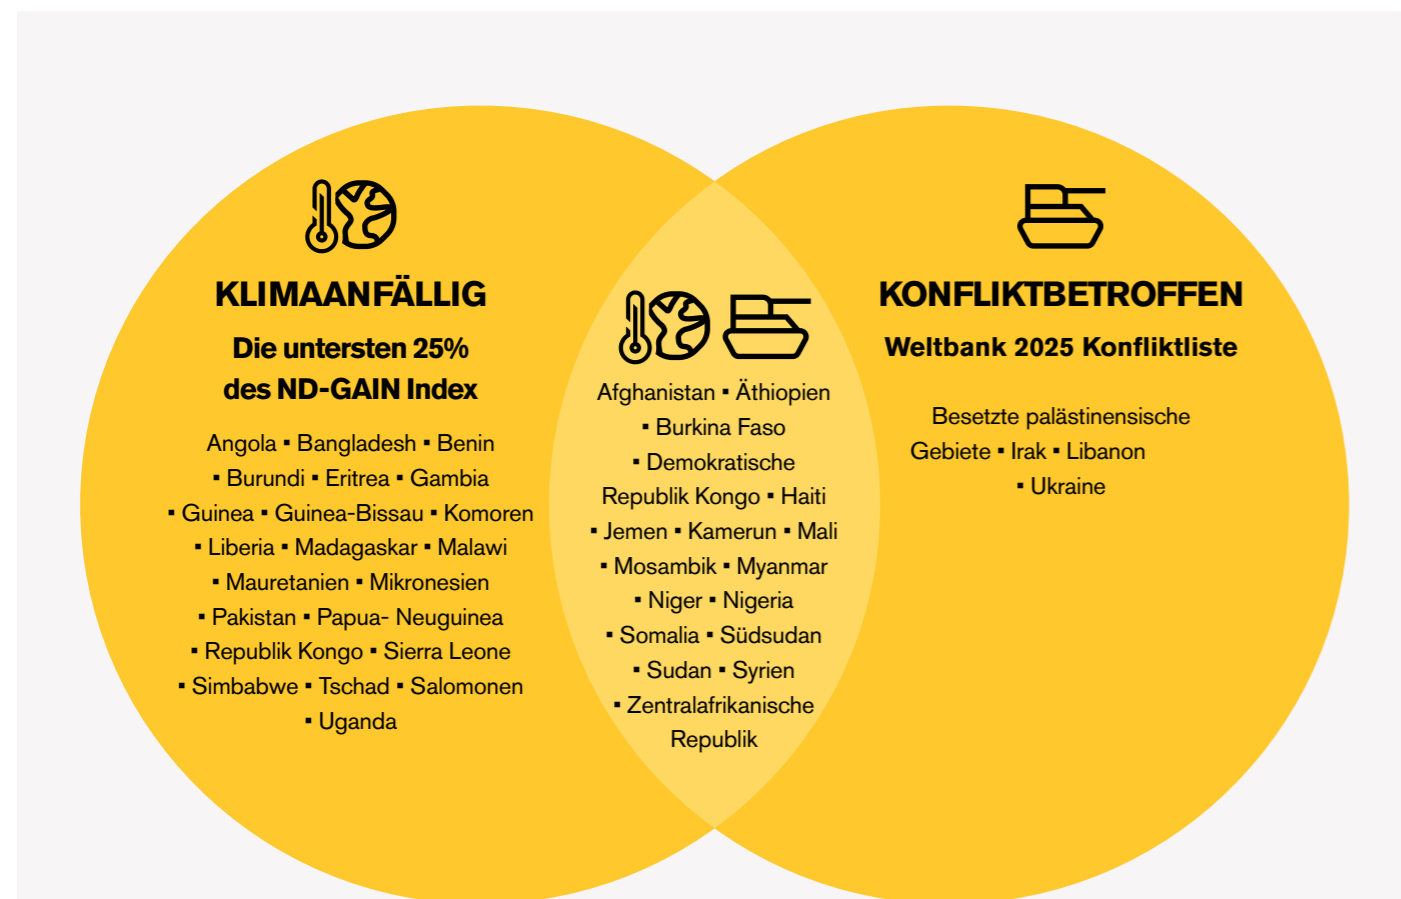 KLIMAANFÄLLIG
Die untersten 25%
des ND-GAIN Index
Angola ▪ Bangladesh ▪ Benin
▪ Burundi ▪ Eritrea ▪ Gambia
▪ Guinea ▪ Guinea-Bissau ▪ Komoren
▪ Liberia ▪ Madagaskar ▪ Malawi
▪ Mauretanien ▪ Mikronesien
▪ Pakistan ▪ Papua- Neuguinea
▪ Republik Kongo ▪ Sierra Leone
▪ Simbabwe ▪ Tschad ▪ Salomonen
▪ Uganda
Afghanistan ▪ Äthiopien
▪ Burkina Faso
▪ Demokratische
Republik Kongo ▪ Haiti
▪ Jemen ▪ Kamerun ▪ Mali
▪ Mosambik ▪ Myanmar
▪ Niger ▪ Nigeria
▪ Somalia ▪ Südsudan
▪ Sudan ▪ Syrien
▪ Zentralafrikanische
Republik
KONFLIKTBETROFFEN
Weltbank 2025 Konfliktliste
Besetzte palästinensische
Gebiete ▪ Irak ▪ Libanon
▪ Ukraine